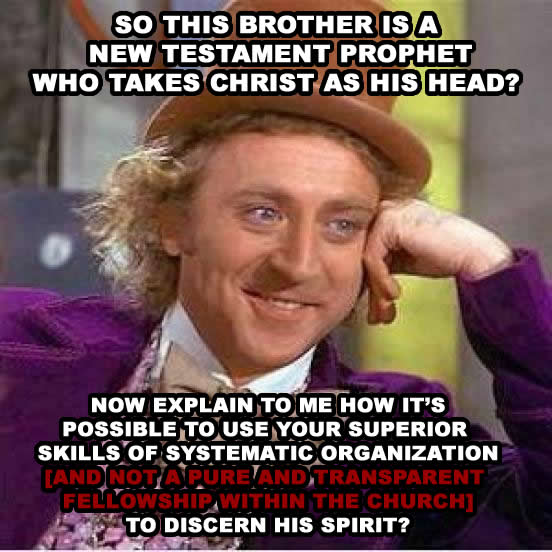 SO THIS BROTHER IS A
NEW TESTAMENT PROPHET
WHO TAKES CHRIST AS HIS HEAD?
NOW EXPLAIN TO ME HOW IT'S
POSSIBLE TO USE YOUR SUPERIOR
SKILLS OF SYSTEMATIC ORGANIZATION
[AND NOT A PURE AND TRANSPARENT
FELLOWSHIP WITHIN THE CHURCH]
TO DISCERN HIS SPIRIT?